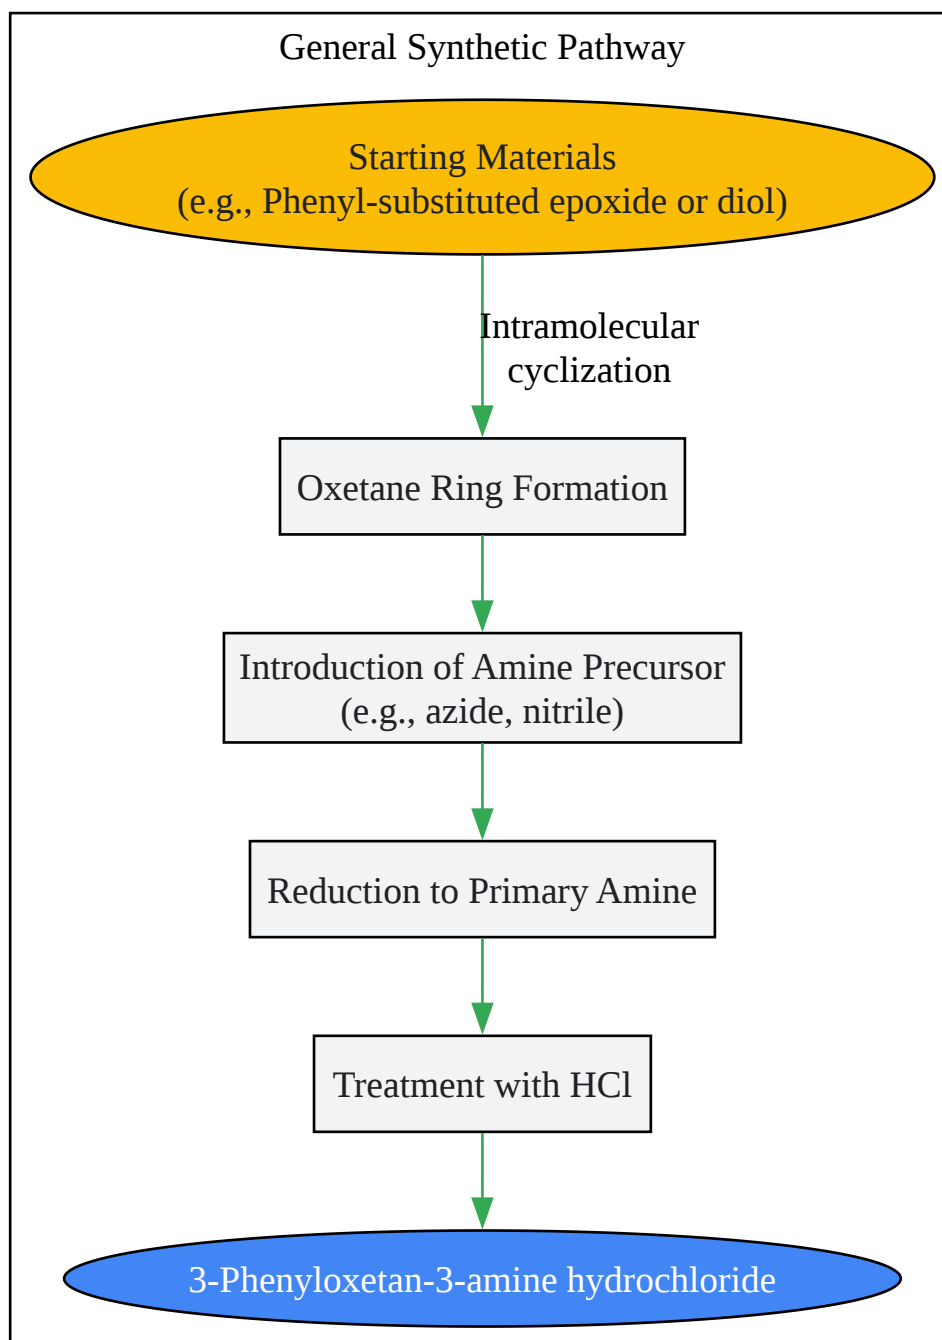 General Synthetic Pathway
Starting Materials
(e.g., Phenyl-substituted epoxide or diol)
Intramolecular
cyclization
Oxetane Ring Formation
Introduction of Amine Precursor
(e.g., azide, nitrile)
Reduction to Primary Amine
Treatment with HCl
3-Phenyloxetan-3-amine hydrochloride